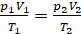 p₁V₁/T₁ = p₂V₂/T₂